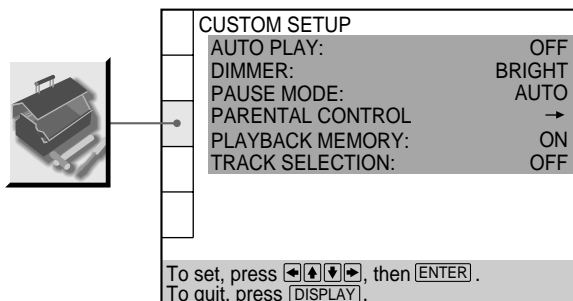 CUSTOM SETUP
AUTO PLAY: OFF
DIMMER: BRIGHT
PAUSE MODE: AUTO
PARENTAL CONTROL →
PLAYBACK MEMORY: ON
TRACK SELECTION: OFF
To set, press ←↑↓→, then ENTER.
To quit, press DISPLAY.